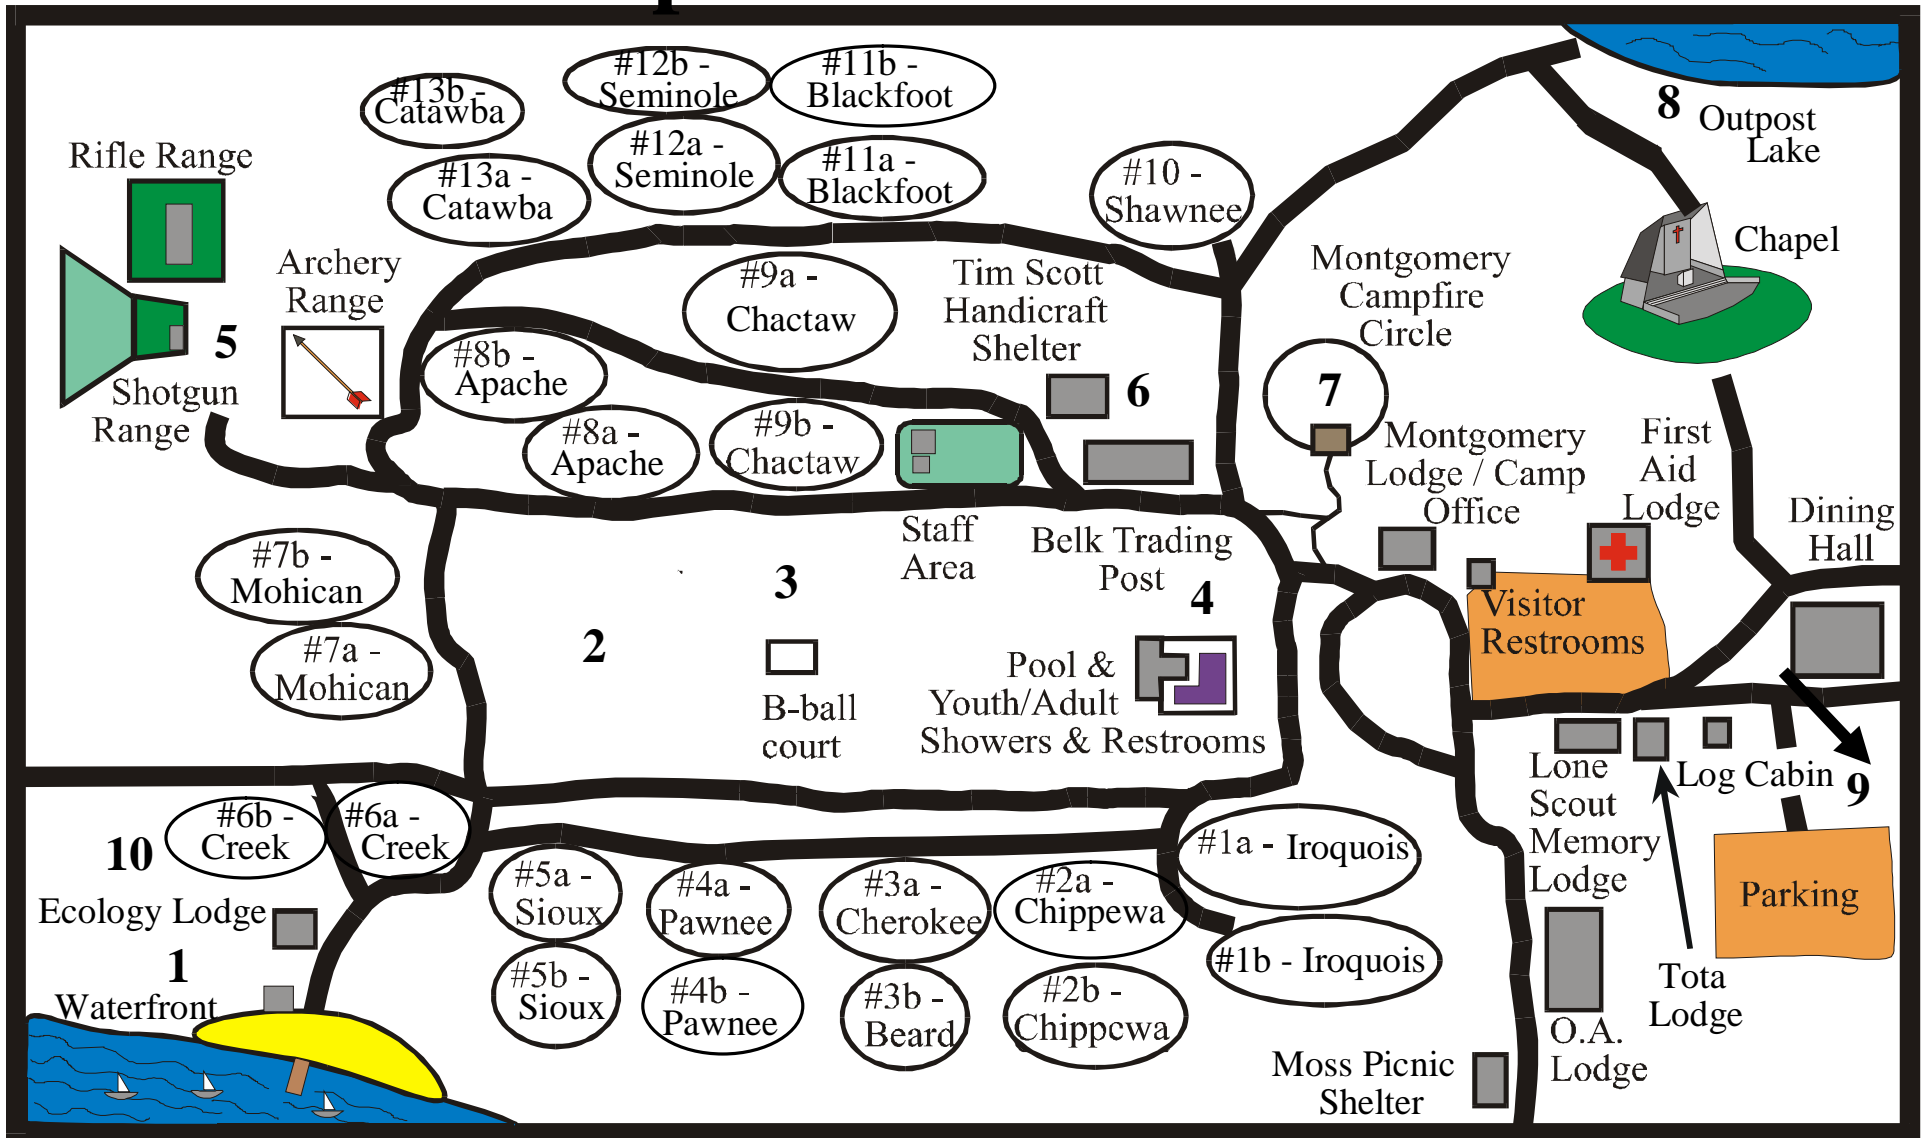 #12b -
Seminole
#11b -
Blackfoot
#13b -
Catawba
8
Outpost
Lake
Rifle Range
#12a -
Seminole
#11a -
Blackfoot
#13a -
Catawba
#10 -
Shawnee
Chapel
Archery
Range
#9a -
Chactaw
Tim Scott
Handicraft
Shelter
Montgomery
Campfire
Circle
5
Shotgun
Range
#8b -
Apache
6
7
#8a -
Apache
#9b -
Chactaw
Montgomery
Lodge / Camp
Office
First
Aid
Lodge
Dining
Hall
Staff
Area
Belk Trading
Post
#7b -
Mohican
3
4
Visitor
Restrooms
#7a -
Mohican
2
B-ball
court
Pool &
Youth/Adult
Showers & Restrooms
Lone
Scout
Memory
Lodge
Log Cabin
9
#6b -
Creek
#6a -
Creek
10
#1a - Iroquois
#5a -
Sioux
#4a -
Pawnee
#3a -
Cherokee
#2a -
Chippewa
Parking
Ecology Lodge
1
Waterfront
#5b -
Sioux
#4b -
Pawnee
#3b -
Beard
#2b -
Chippcwa
#1b - Iroquois
Tota
Lodge
O.A.
Lodge
Moss Picnic
Shelter